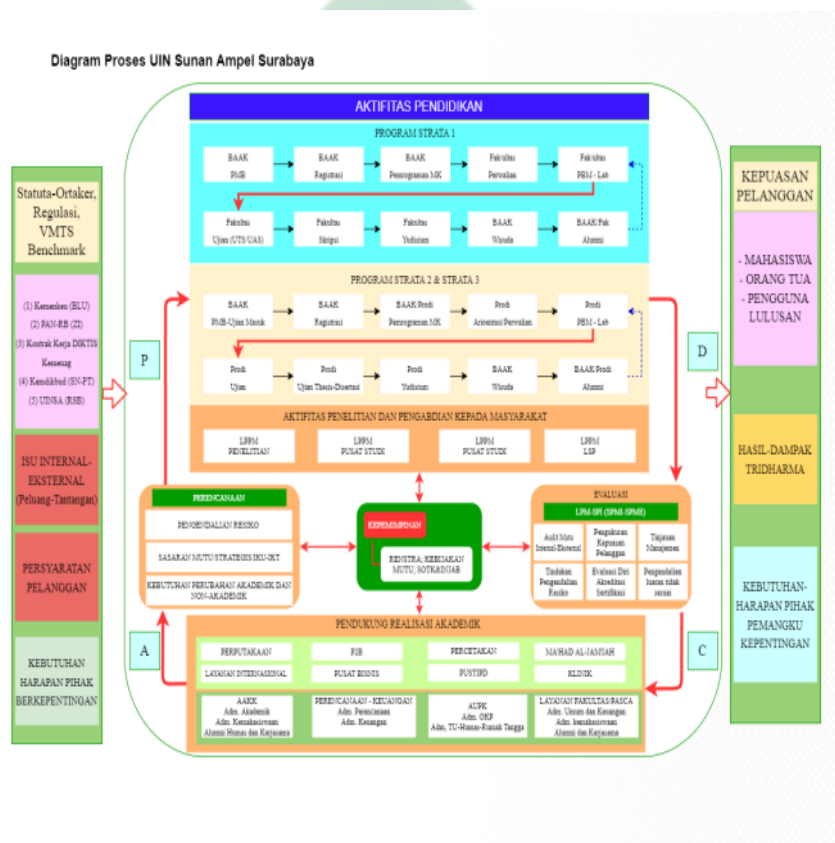 Diagram Proses UIN Sunan Ampel Surabaya
Statuta-Ortaker,
Regulasi,
VMTS
Benchmark
(1) Kemenkeu (BLU)
(2) PAN-RB (ZI)
(3) Kontrak Kerja DIKTIS
Kemenag
(4) Kemdikbud (SN-PT)
(5) UINSA (RSB)
ISU INTERNAL-
EKSTERNAL
(Peluang-Tantangan)
PERSYARATAN
PELANGGAN
KEBUTUHAN
HARAPAN PIHAK
BERKEPENTINGAN
P
A
AKTIFITAS PENDIDIKAN
PROGRAM STRATA 1
BAAK
PMB
BAAK
Registrasi
BAAK
Pemrograman MK
Fakultas
Perwalian
Fakultas
PBM - Lab
Fakultas
Ujian (UTS/UAS)
Fakultas
Skripsi
Fakultas
Yudisium
BAAK
Wisuda
BAAK/Fak
Alumni
PROGRAM STRATA 2 & STRATA 3
BAAK
PMB-Ujian Masuk
BAAK
Registrasi
BAAK/Prodi
Pemrograman MK
Prodi
Prodi
PBM - Lab
Prodi
Ujian
Prodi
Ujian Thesis-Disertasi
Prodi
Yudisium
BAAK
Wisuda
BAAK/Prodi
Alumni
AKTIFITAS PENELITIAN DAN PENGABDIAN KEPADA MASYARAKAT
LPPM
PENELITIAN
LPPM
PUSAT STUDI
LPPM
PUSAT STUDI
LPPM
LSP
PERENCANAAN
PENGENDALIAN RESIKO
SASARAN MUTU-STRATEGIS/IKU-IKT
KEBUTUHAN PERUBAHAN AKADEMIK DAN
NON-AKADEMIK
KEPEMIMPINAN
RENSTRA; KEBIJAKAN
MUTU; SOTK&NJAB
EVALUASI
LPM-SPI (SPMI-SPME)
Audit Mutu
Internal-Eksternal
Pengukuran
Kepuasan
Pelanggan
Tinjauan
Manajemen
Tindakan
Pengendalian
Resiko
Evaluasi Diri
Akreditasi
Sertifikasi
Pengendalian
luaran tidak
sesuai
PENDUKUNG REALISASI AKADEMIK
PERPUTAKAAN
P2B
PERCETAKAN
MA'HAD AL-JAMIAH
LAYANAN INTERNASIONAL
PUSAT BISNIS
PUSTIPD
KLINIK
AAKK
Adm. Akademik
Adm. Kemahasiswaan
Alumni Humas dan Kerjasama
PERENCANAAN - KEUANGAN
Adm. Perencanaan
Adm. Keuangan
AUPK
Adm. OKP
Adm, TU-Humas-Rumah Tangga
LAYANAN FAKULTAS/PASCA
Adm. Umum dan Keuangan
Adm. kemahasiswaan
Alumni dan Kerjasama
D
C
KEPUASAN
PELANGGAN
- MAHASISWA
- ORANG TUA
- PENGGUNA
LULUSAN
HASIL-DAMPAK
TRIDHARMA
KEBUTUHAN-
HARAPAN PIHAK
PEMANGKU
KEPENTINGAN